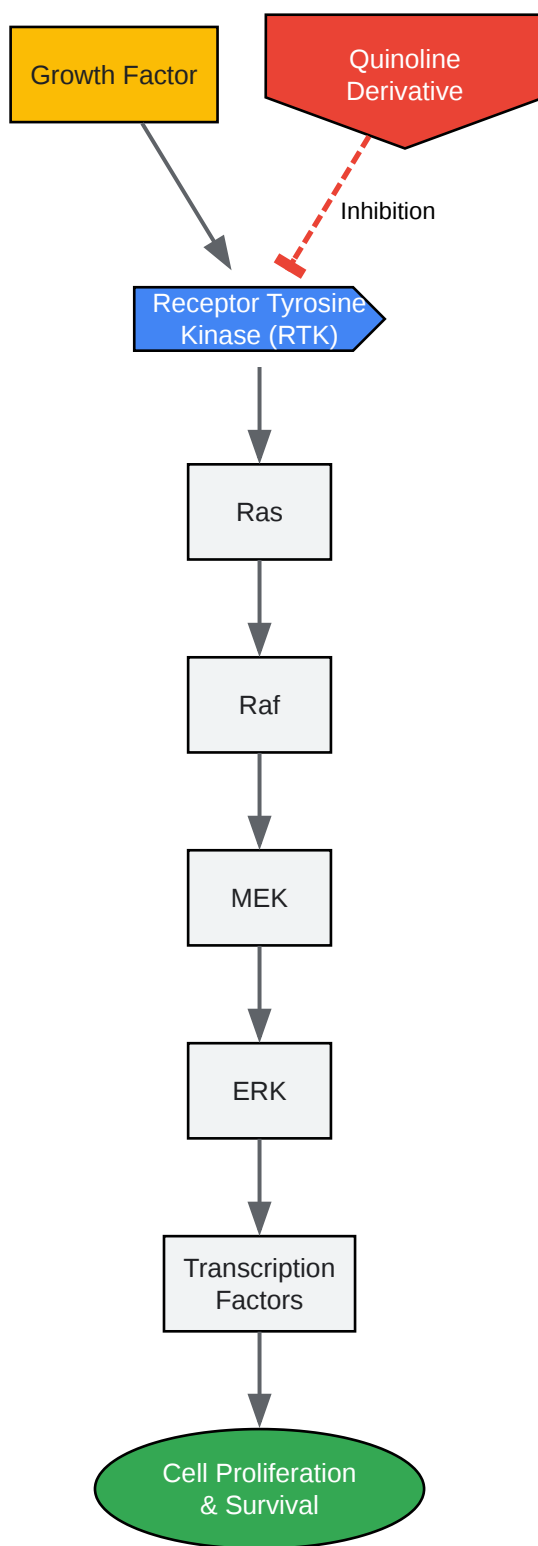 Growth Factor
Quinoline
Derivative
Inhibition
Receptor Tyrosine
Kinase (RTK)
Ras
Raf
MEK
ERK
Transcription
Factors
Cell Proliferation
& Survival